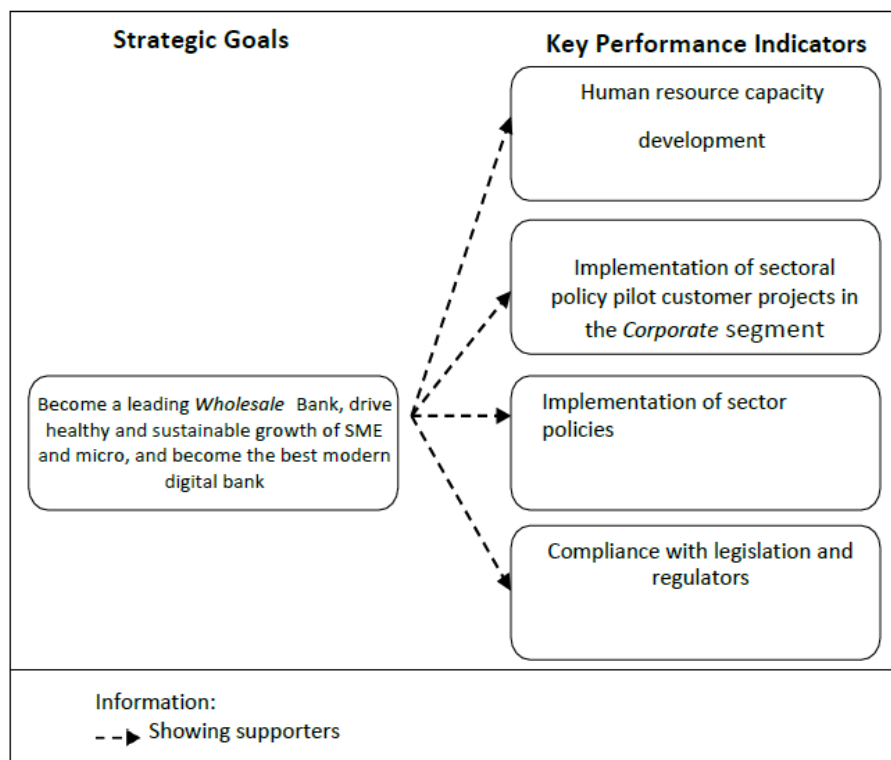 Strategic Goals
Key Performance Indicators
Human resource capacity
development
Implementation of sectoral
policy pilot customer projects in
the Corporate segment
Become a leading Wholesale Bank, drive
healthy and sustainable growth of SME
and micro, and become the best modern
digital bank
Implementation of sector
policies
Compliance with legislation and
regulators
Information:
Showing supporters